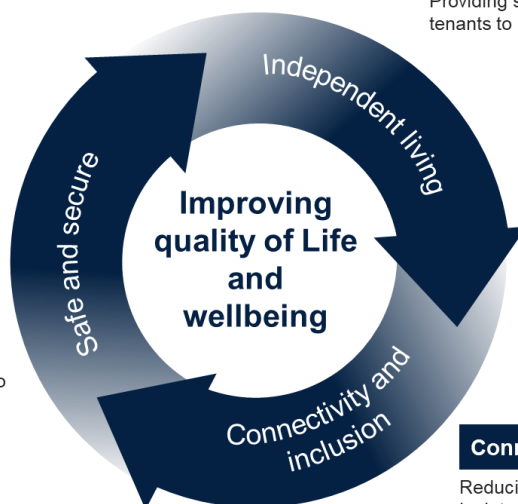 Providing s
tenants to
Independent living
Safe and secure
Improving
quality of Life
and
wellbeing
Connectivity and
inclusion
Conn
Reduci